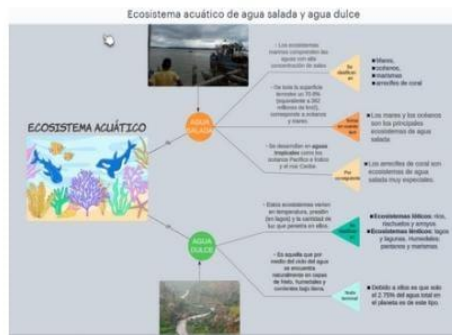 Ecosistema acuático de agua salada y agua dulce
ECOSISTEMA ACUÁTICO
AGUA
SALADA
- Los ecosistemas
marinos comprenden las
aguas con alta
concentración de sales
Se
clasifican
en
■ Mares,
■ océanos,
■ marismas
■ arrecifes de coral
- De toda la superficie
terrestre un 70.8%
(equivalente a 362
millones de km2),
corresponde a océanos
y mares.
■ Los mares y los océanos
son los principales
ecosistemas de agua
salada
- Se desarrollan en aguas
tropicales como los
océanos Pacífico e Índico
y el mar Caribe.
Por
consiguiente
■ Los arrecifes de coral son
ecosistemas de agua
salada muy especiales.
AGUA
DULCE
- Estos ecosistemas varían
en temperatura, presión
(en lagos) y la cantidad de
luz que penetra en ellos.
■ Ecosistemas lóticos: ríos,
riachuelos y arroyos
■ Ecosistemas lénticos: lagos
y lagunas. Humedales:
pantanos y marismas
- Es aquella que por
medio del ciclo del agua
se encuentra
naturalmente en capas
de hielo, humedales y
corrientes bajo tierra.
■ Debido a ellos es que solo
el 2.75% del agua total en
el planeta es de este tipo.